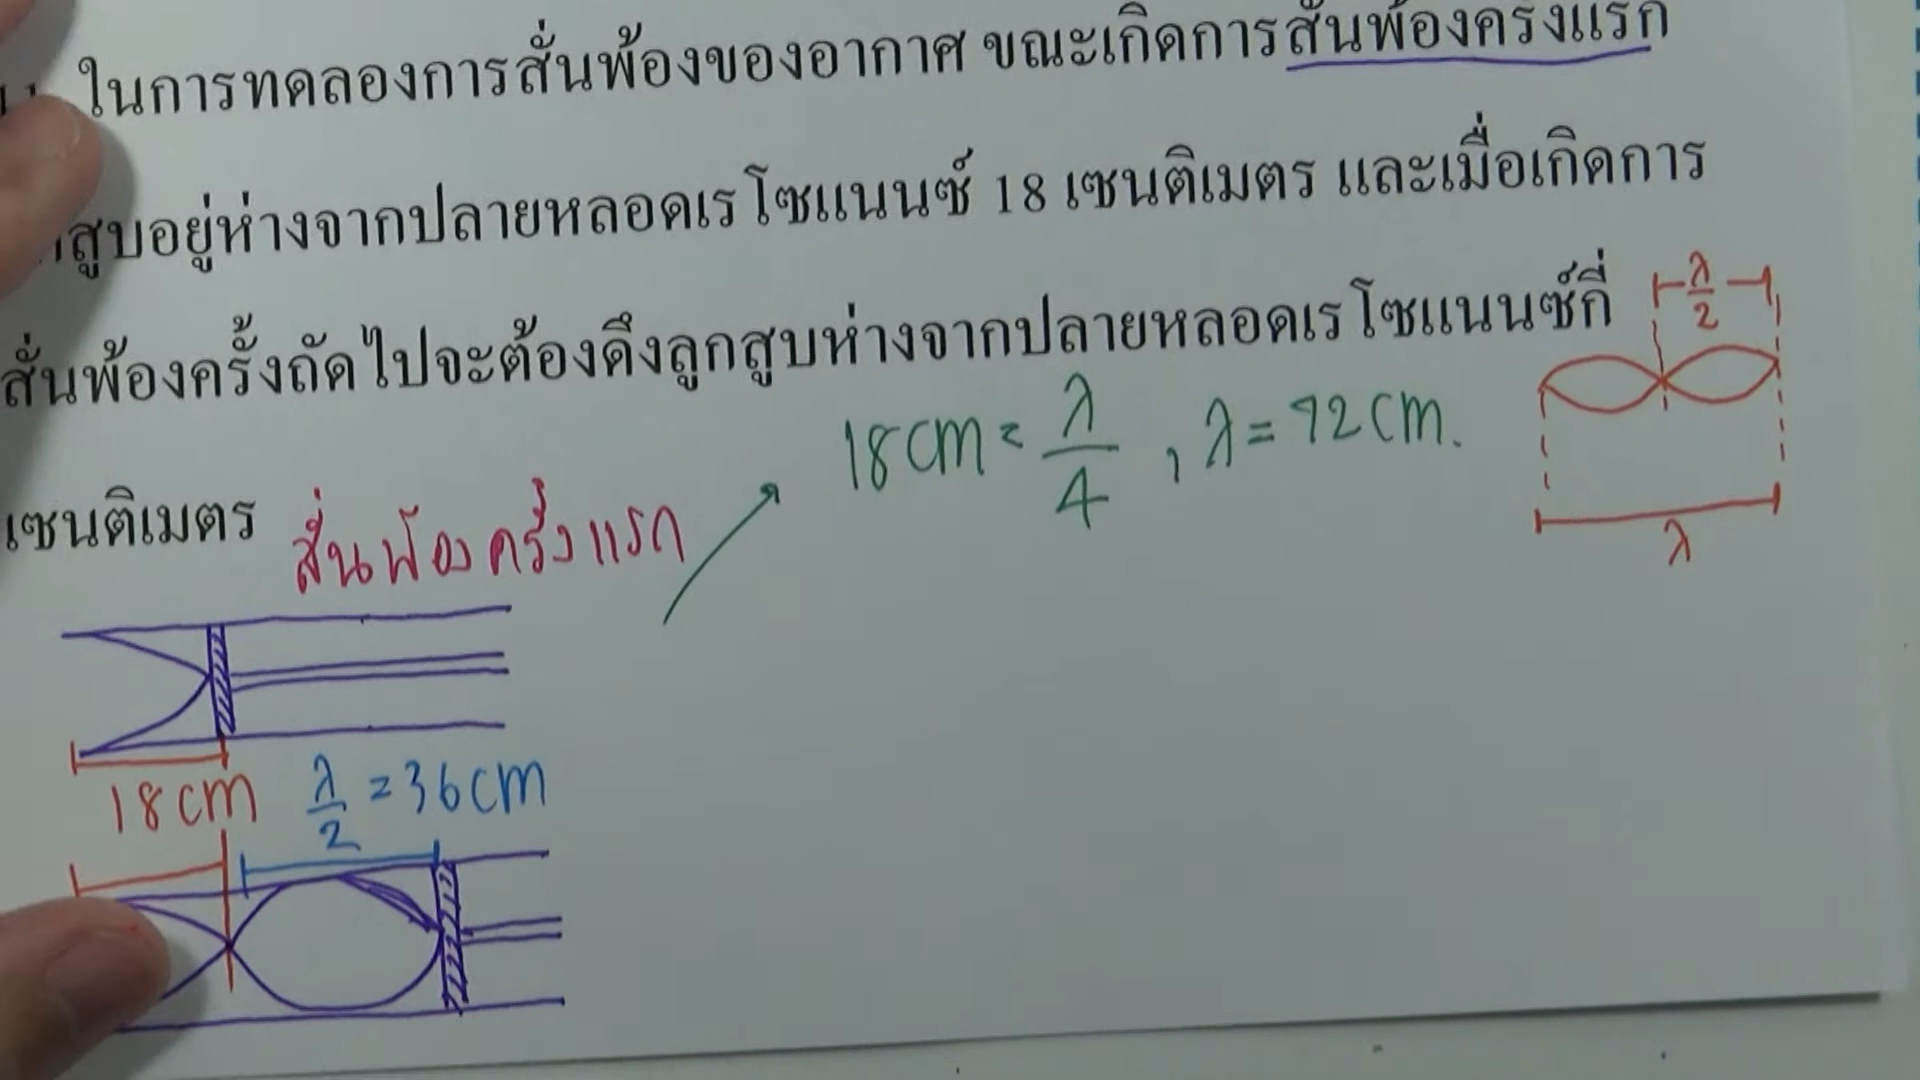 ในการทดลองการสั่นพ้องของอากาศ ขณะเกิดการสั่นพ้องครั้งแรก
สูบอยู่ห่างจากปลายหลอดเรโซแนนซ์ 18 เซนติเมตร และเมื่อเกิดการ
สั่นพ้องครั้งถัดไปจะต้องดึงลูกสูบห่างจากปลายหลอดเรโซแนนซ์กี่
เซนติเมตร
λ/2
18 cm = λ/4 , λ = 72 cm.
λ
สั่นพ้องครั้งแรก
18 cm
λ/2 = 36 cm